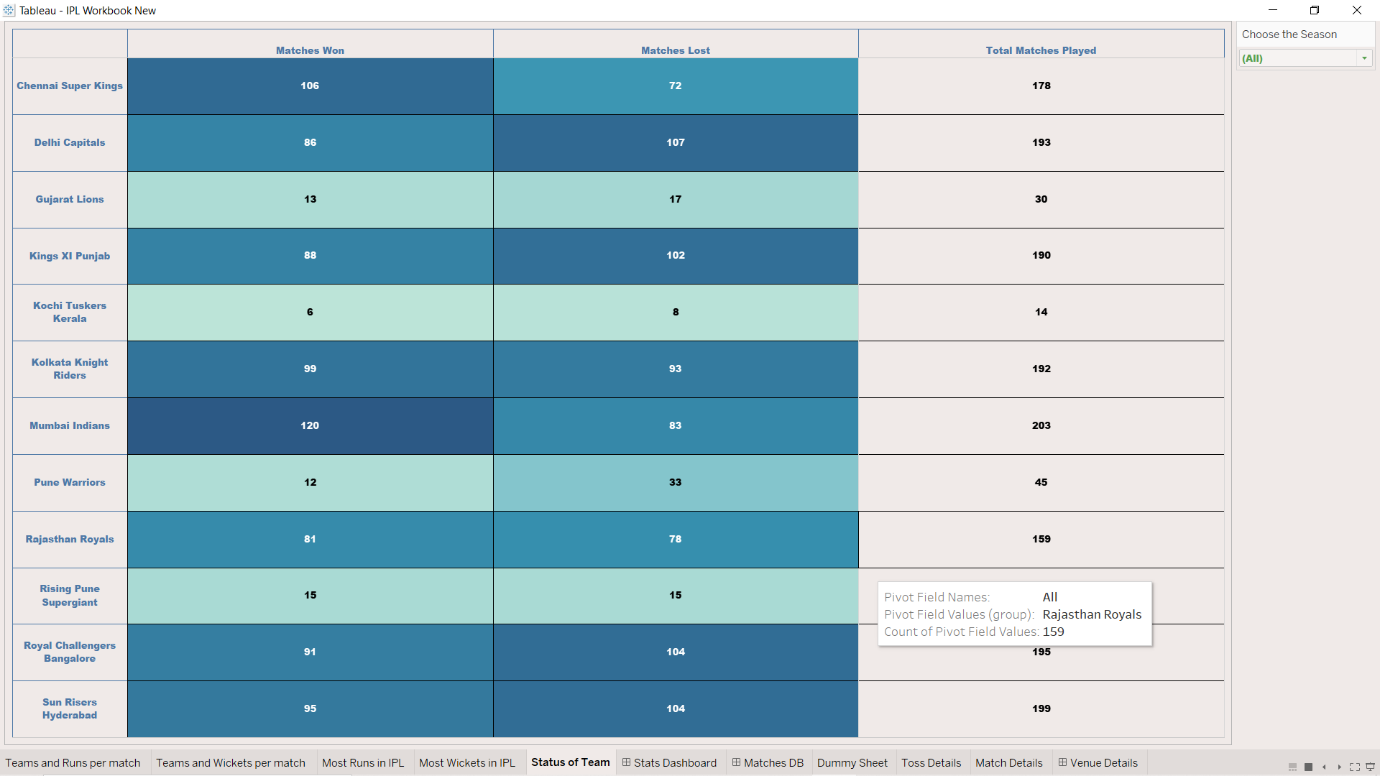 Tableau - IPL Workbook New
Choose the Season
(All)
Matches Won Matches Lost Total Matches Played
Chennai Super Kings 106 72 178
Delhi Capitals 86 107 193
Gujarat Lions 13 17 30
Kings XI Punjab 88 102 190
Kochi Tuskers
Kerala 6 8 14
Kolkata Knight
Riders 99 93 192
Mumbai Indians 120 83 203
Pune Warriors 12 33 45
Rajasthan Royals 81 78 159
Rising Pune
Supergiant 15 15
Pivot Field Names: All
Pivot Field Values (group): Rajasthan Royals
Count of Pivot Field Values: 159
Royal Challengers
Bangalore 91 104 195
Sun Risers
Hyderabad 95 104 199
Teams and Runs per match Teams and Wickets per match Most Runs in IPL Most Wickets in IPL Status of Team Stats Dashboard Matches DB Dummy Sheet Toss Details Match Details Venue Details